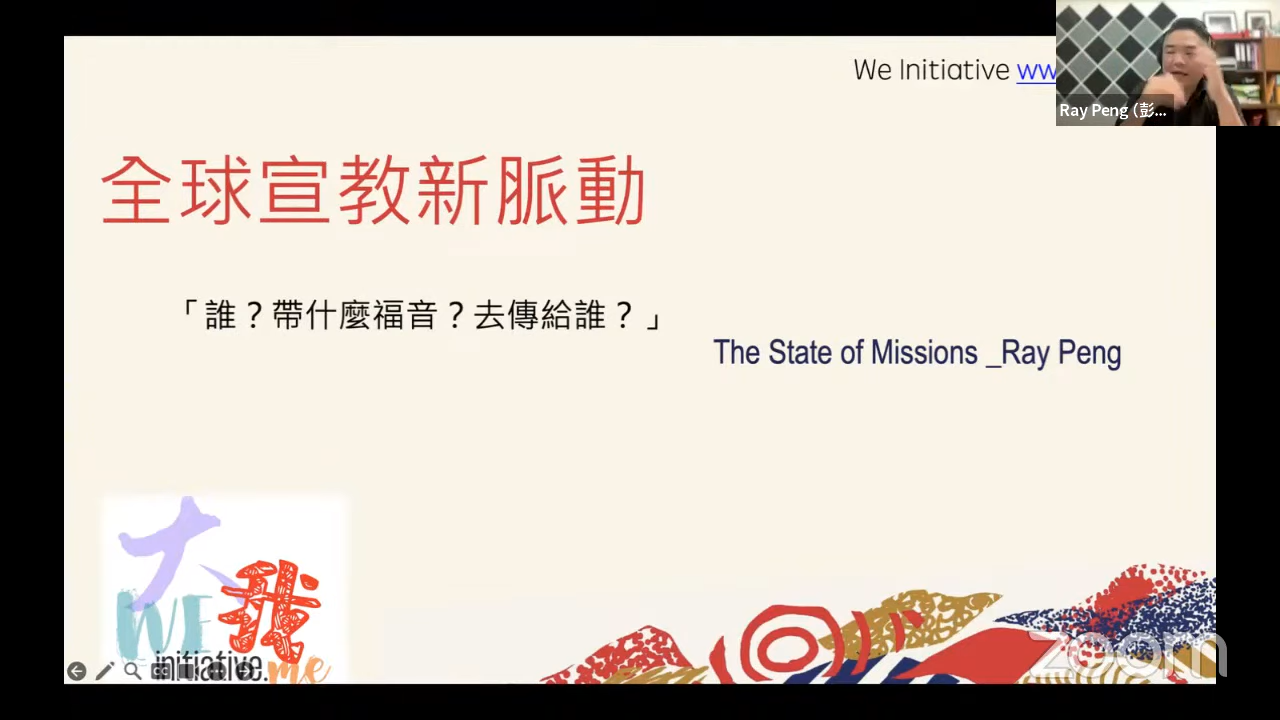 We Initiative ww
Ray Peng (彭...
全球宣教新脈動
「誰？帶什麼福音？去傳給誰？」
The State of Missions _Ray Peng
大
WE 我
initiative.
me
zoom